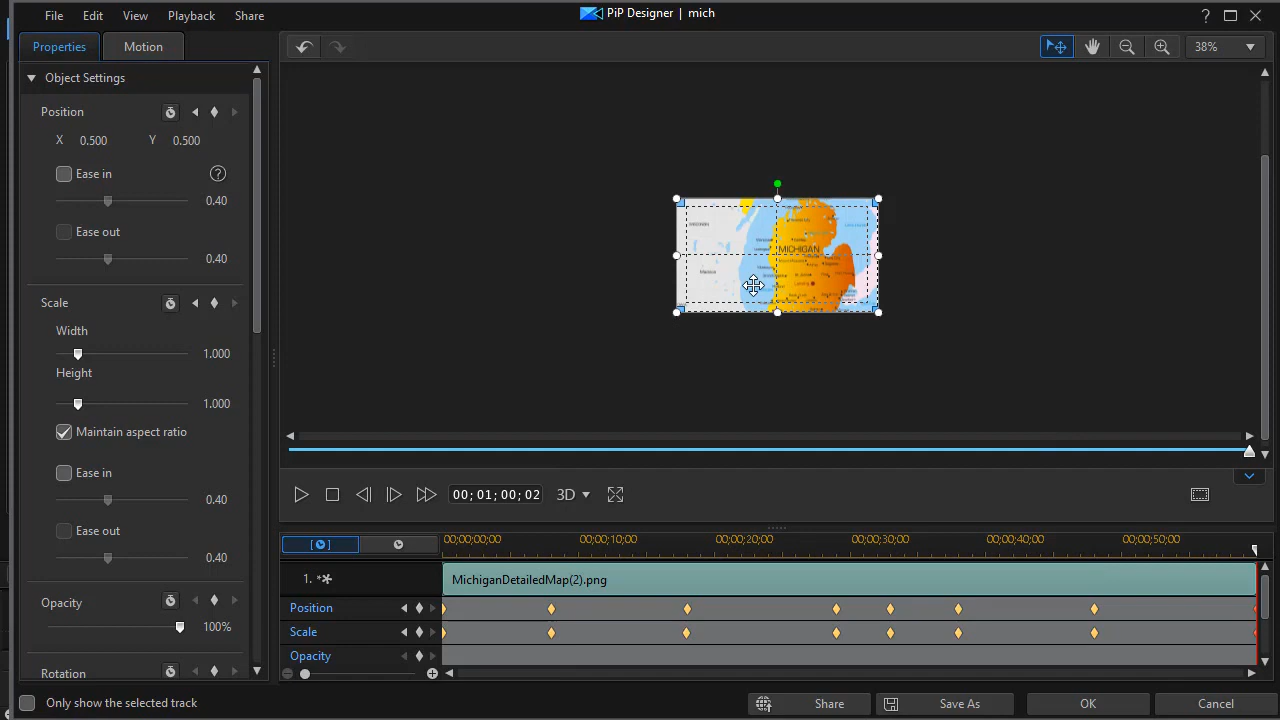 File Edit View Playback Share
PiP Designer | mich
?
Properties Motion
38%
Object Settings
Position
X 0.500 Y 0.500
Ease in ?
0.40
Ease out
0.40
Scale
Width
1.000
Height
1.000
Maintain aspect ratio
Ease in
0.40
Ease out
0.40
Opacity
100%
Rotation
MICHIGAN
00; 01; 00; 02 3D
00;00;00;00 00;00;10;00 00;00;20;00 00;00;30;00 00;00;40;00 00;00;50;00
1. MichiganDetailedMap(2).png
Position
Scale
Opacity
Only show the selected track
Share Save As OK Cancel